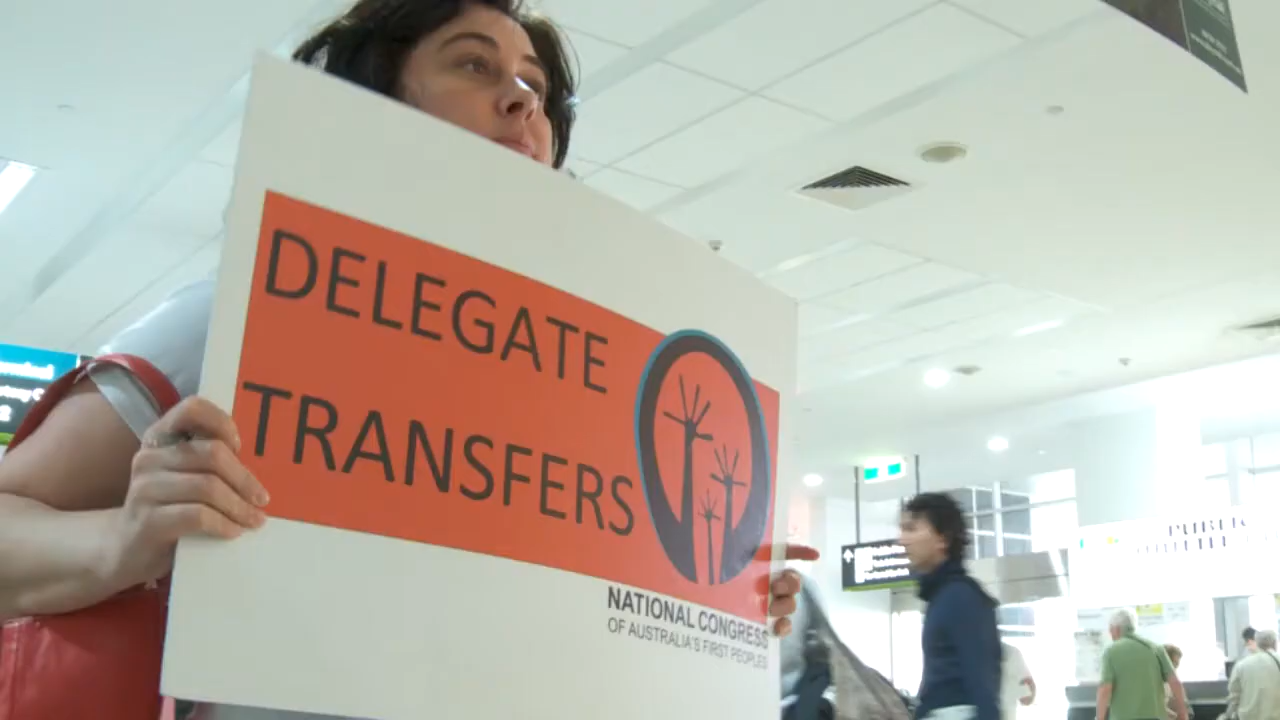 DELEGATE
TRANSFERS
NATIONAL CONGRESS
OF AUSTRALIA'S FIRST PEOPLES